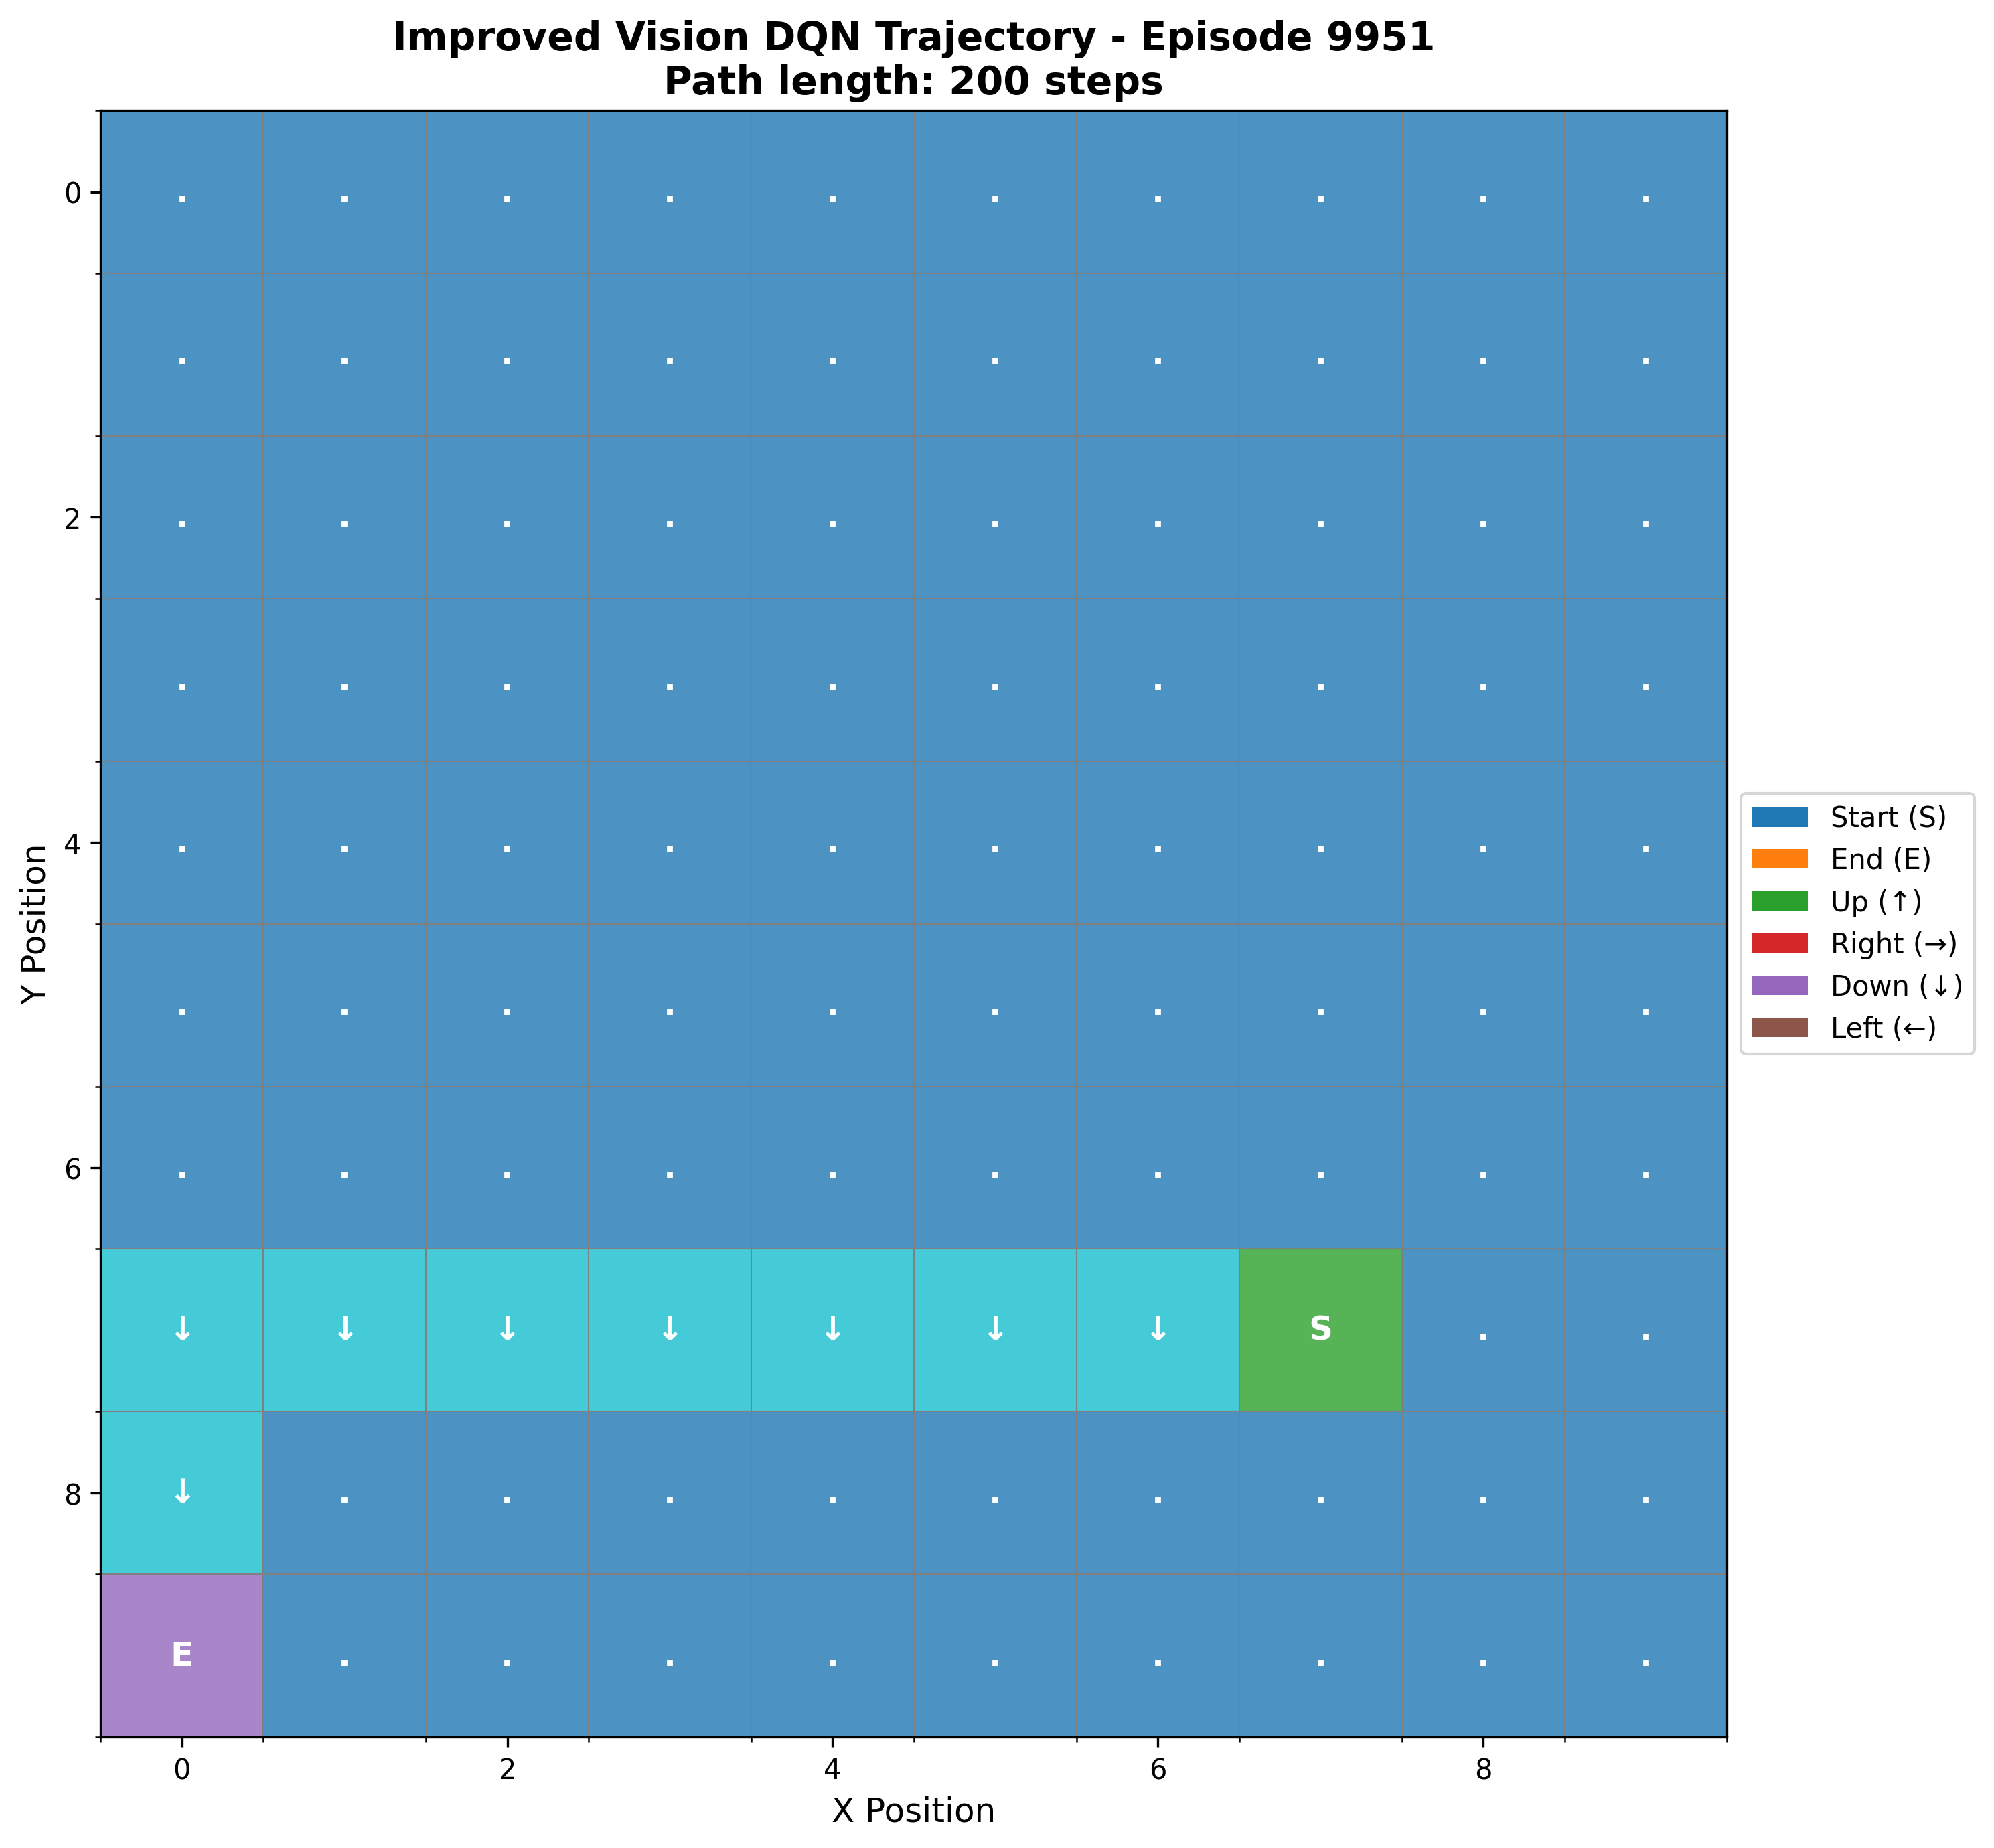 Improved Vision DQN Trajectory - Episode 9951
Path length: 200 steps
0
2
4
6
8
Y Position
. . . . . . . . . .
. . . . . . . . . .
. . . . . . . . . .
. . . . . . . . . .
. . . . . . . . . .
. . . . . . . . . .
. . . . . . . . . .
↓ ↓ ↓ ↓ ↓ ↓ ↓ S . .
↓ . . . . . . . . .
E . . . . . . . . .
0 2 4 6 8
X Position
Start (S)
End (E)
Up (↑)
Right (→)
Down (↓)
Left (←)